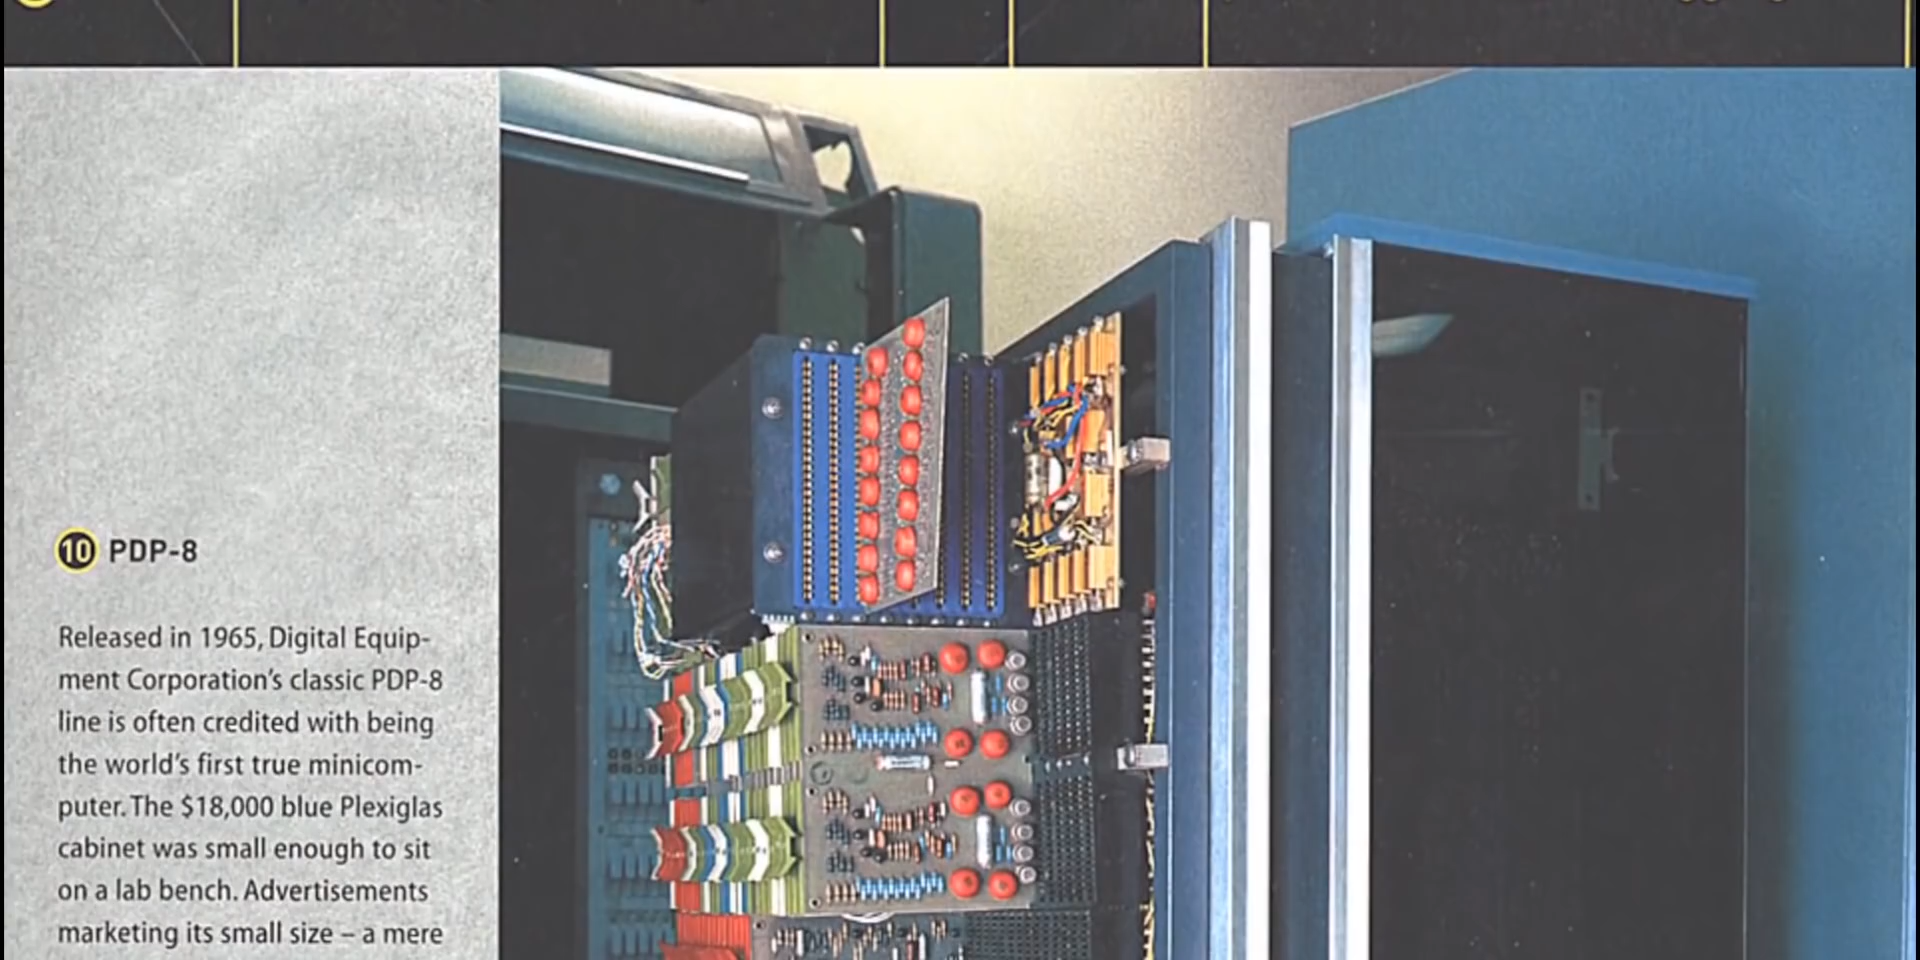 10 PDP-8
Released in 1965, Digital Equip-
ment Corporation's classic PDP-8
line is often credited with being
the world's first true minicom-
puter. The $18,000 blue Plexiglas
cabinet was small enough to sit
on a lab bench. Advertisements
marketing its small size – a mere